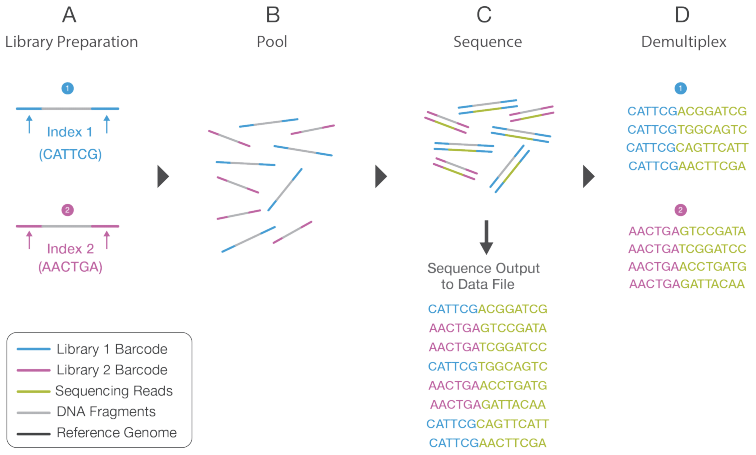 A
Library Preparation
1
Index 1
(CATTCG)
2
Index 2
(AACTGA)
Library 1 Barcode
Library 2 Barcode
Sequencing Reads
DNA Fragments
Reference Genome
B
Pool
C
Sequence
Sequence Output
to Data File
CATTCGACGGATCG
AACTGAGTCCGATA
AACTGATCGGATCC
CATTCGTGGCAGTC
AACTGAACCTGATG
AACTGAGATTACAA
CATTCGCAGTTCATT
CATTCGAACTTCGA
D
Demultiplex
1
CATTCGACGGATCG
CATTCGTGGCAGTC
CATTCGCAGTTCATT
CATTCGAACTTCGA
2
AACTGAGTCCGATA
AACTGATCGGATCC
AACTGAACCTGATG
AACTGAGATTACAA